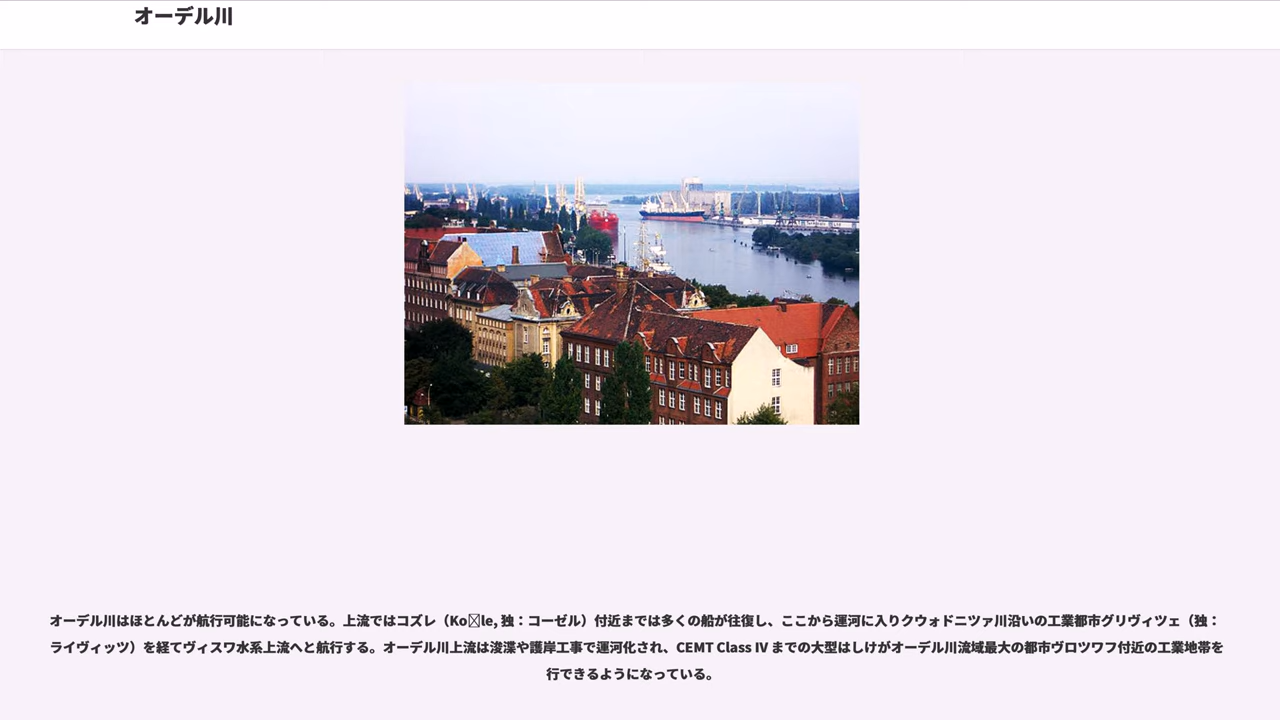 オーデル川
オーデル川はほとんどが航行可能になっている。上流ではコズレ（Ko□le, 独：コーゼル）付近までは多くの船が往復し、ここから運河に入りクウォドニツァ川沿いの工業都市グリヴィツェ（独：
ライヴィッツ）を経てヴィスワ水系上流へと航行する。オーデル川上流は浚渫や護岸工事で運河化され、CEMT Class IV までの大型はしけがオーデル川流域最大の都市ヴロツワフ付近の工業地帯を
行できるようになっている。